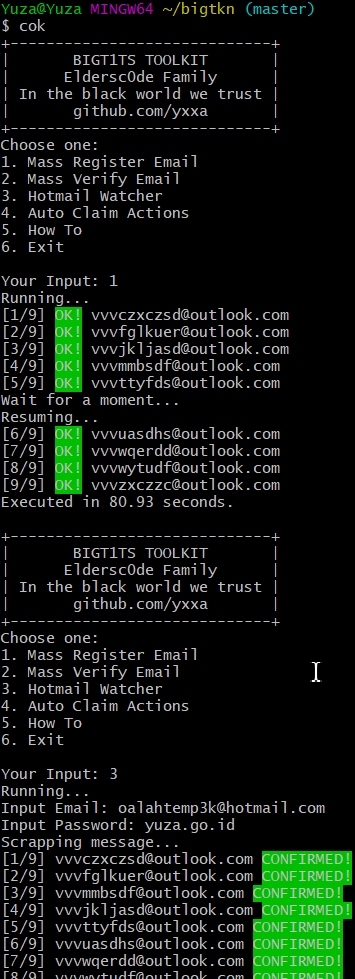 Yuza@Yuza MINGW64 ~/bigtkn (master)
$ cok
+-----------------------------+
|       BIGT1TS TOOLKIT       |
|      Eldersc0de Family      |
| In the black world we trust |
|       github.com/yxxa       |
+-----------------------------+
Choose one:
1. Mass Register Email
2. Mass Verify Email
3. Hotmail Watcher
4. Auto Claim Actions
5. How To
6. Exit

Your Input: 1
Running...
[1/9] OK! vvvczxczsd@outlook.com
[2/9] OK! vvvfglkuer@outlook.com
[3/9] OK! vvvjkljasd@outlook.com
[4/9] OK! vvvmmbsdf@outlook.com
[5/9] OK! vvvttyfds@outlook.com
Wait for a moment...
Resuming...
[6/9] OK! vvvuasdhs@outlook.com
[7/9] OK! vvvwqerdd@outlook.com
[8/9] OK! vvvwytudf@outlook.com
[9/9] OK! vvvzxczzc@outlook.com
Executed in 80.93 seconds.

+-----------------------------+
|       BIGT1TS TOOLKIT       |
|      Eldersc0de Family      |
| In the black world we trust |
|       github.com/yxxa       |
+-----------------------------+
Choose one:
1. Mass Register Email
2. Mass Verify Email
3. Hotmail Watcher
4. Auto Claim Actions
5. How To
6. Exit

Your Input: 3
Running...
Input Email: oalahtemp3k@hotmail.com
Input Password: yuza.go.id
Scrapping message...
[1/9] vvvczxczsd@outlook.com CONFIRMED!
[2/9] vvvfglkuer@outlook.com CONFIRMED!
[3/9] vvvmmbsdf@outlook.com CONFIRMED!
[4/9] vvvjkljasd@outlook.com CONFIRMED!
[5/9] vvvttyfds@outlook.com CONFIRMED!
[6/9] vvvuasdhs@outlook.com CONFIRMED!
[7/9] vvvwqerdd@outlook.com CONFIRMED!
[8/9] vvvwytudf@outlook.com CONFIRMED!